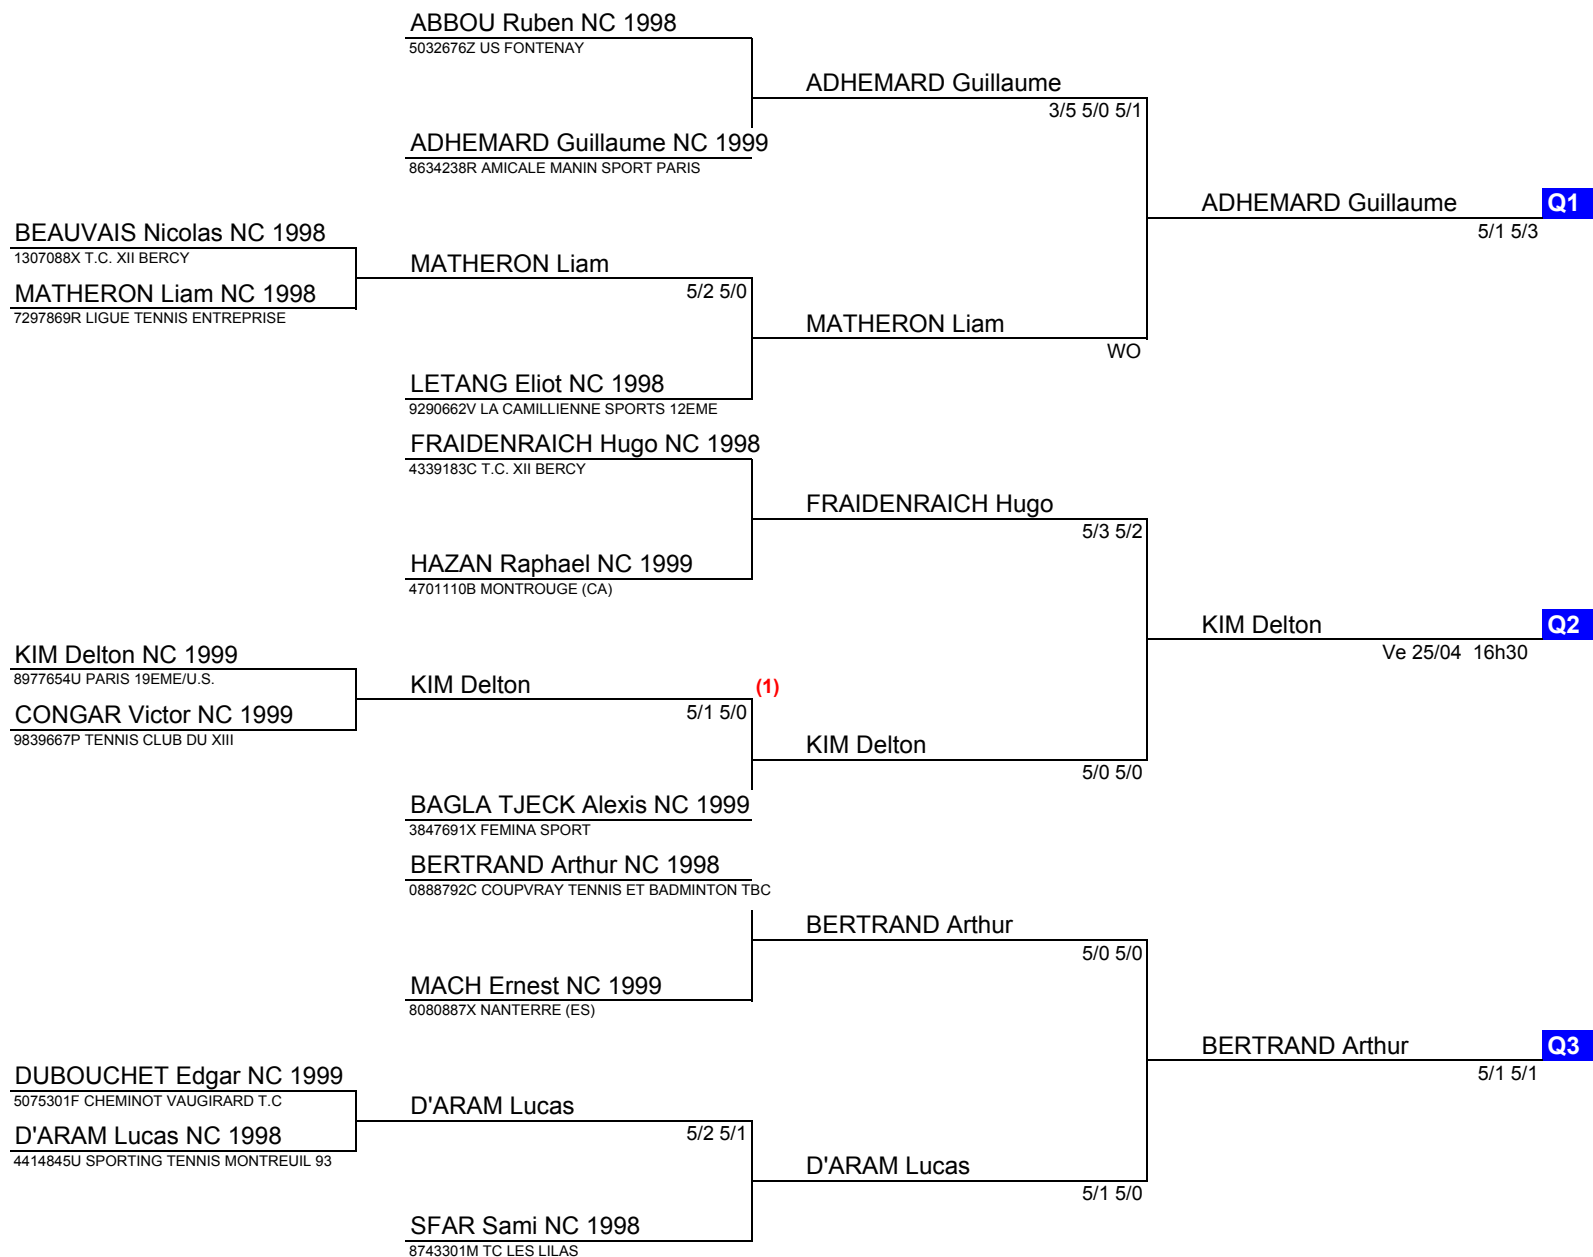 ABBOU Ruben NC 1998
5032676Z US FONTENAY
ADHEMARD Guillaume
3/5 5/0 5/1
ADHEMARD Guillaume NC 1999
8634238R AMICALE MANIN SPORT PARIS
ADHEMARD Guillaume Q1
5/1 5/3
BEAUVAIS Nicolas NC 1998
1307088X T.C. XII BERCY
MATHERON Liam
5/2 5/0
MATHERON Liam NC 1998
7297869R LIGUE TENNIS ENTREPRISE
MATHERON Liam
WO
LETANG Eliot NC 1998
9290662V LA CAMILLIENNE SPORTS 12EME
FRAIDENRAICH Hugo NC 1998
4339183C T.C. XII BERCY
FRAIDENRAICH Hugo
5/3 5/2
HAZAN Raphael NC 1999
4701110B MONTROUGE (CA)
KIM Delton Q2
Ve 25/04 16h30
KIM Delton NC 1999
8977654U PARIS 19EME/U.S.
KIM Delton (1)
5/1 5/0
CONGAR Victor NC 1999
9839667P TENNIS CLUB DU XIII
KIM Delton
5/0 5/0
BAGLA TJECK Alexis NC 1999
3847691X FEMINA SPORT
BERTRAND Arthur NC 1998
0888792C COUPVRAY TENNIS ET BADMINTON TBC
BERTRAND Arthur
5/0 5/0
MACH Ernest NC 1999
8080887X NANTERRE (ES)
BERTRAND Arthur Q3
5/1 5/1
DUBOUCHET Edgar NC 1999
5075301F CHEMINOT VAUGIRARD T.C
D'ARAM Lucas
5/2 5/1
D'ARAM Lucas NC 1998
4414845U SPORTING TENNIS MONTREUIL 93
D'ARAM Lucas
5/1 5/0
SFAR Sami NC 1998
8743301M TC LES LILAS